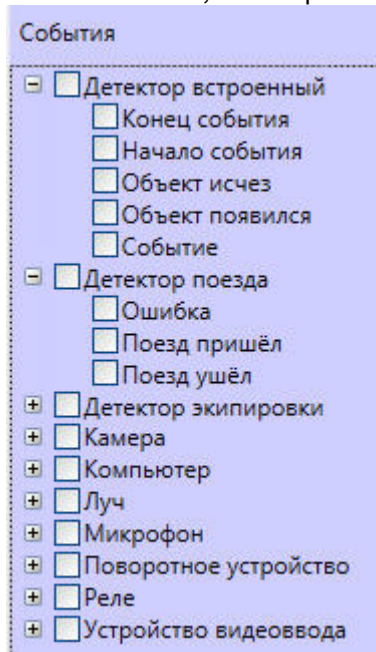 События
Детектор встроенный
Конец события
Начало события
Объект исчез
Объект появился
Событие
Детектор поезда
Ошибка
Поезд пришёл
Поезд ушёл
Детектор экипировки
Камера
Компьютер
Луч
Микрофон
Поворотное устройство
Реле
Устройство видеоввода